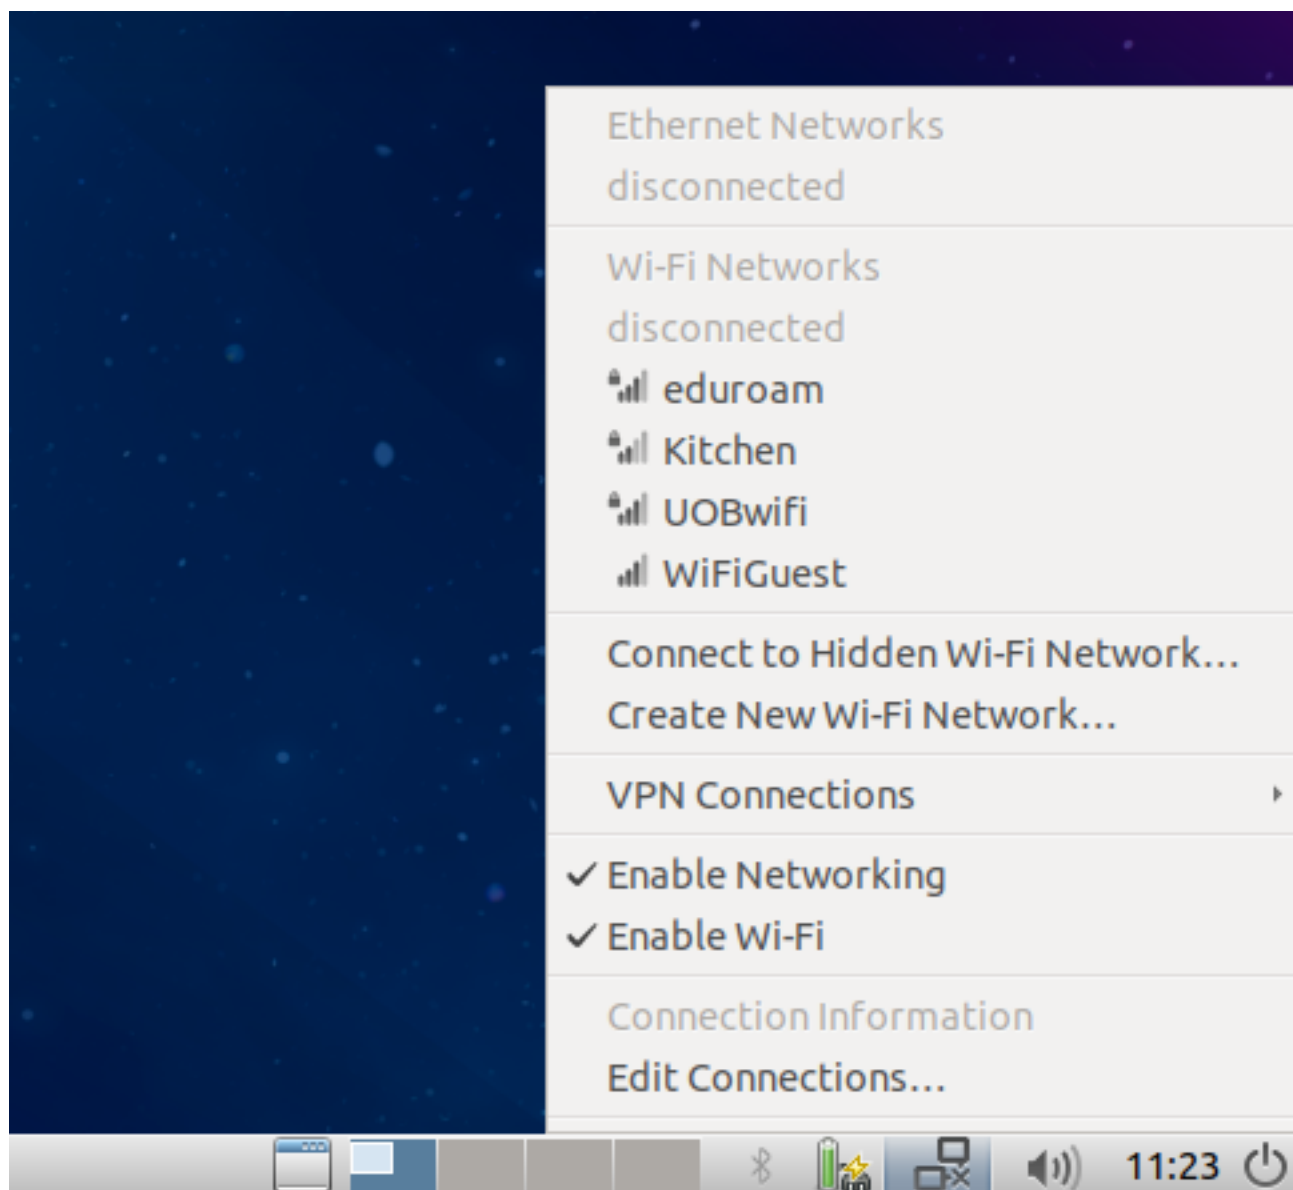 Ethernet Networks
disconnected
Wi-Fi Networks
disconnected
eduroam
Kitchen
UOBwifi
WiFiGuest
Connect to Hidden Wi-Fi Network…
Create New Wi-Fi Network…
VPN Connections
Enable Networking
Enable Wi-Fi
Connection Information
Edit Connections…
11:23